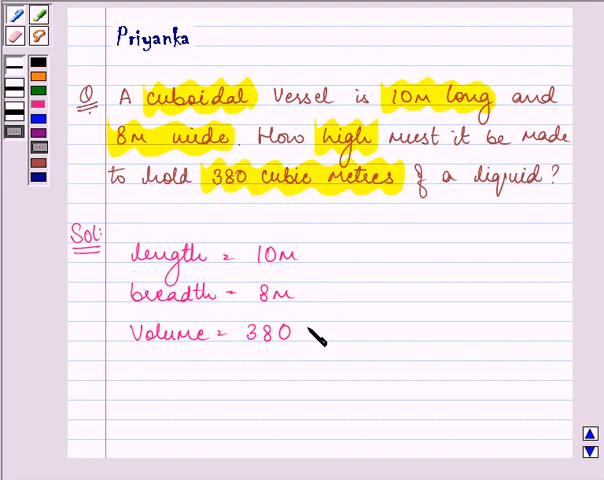 Priyanka
Q. A cuboidal vessel is 10m long and
8m wide. How high must it be made
to hold 380 cubic metres of a liquid?
Sol:
length = 10m
breadth = 8m
Volume = 380